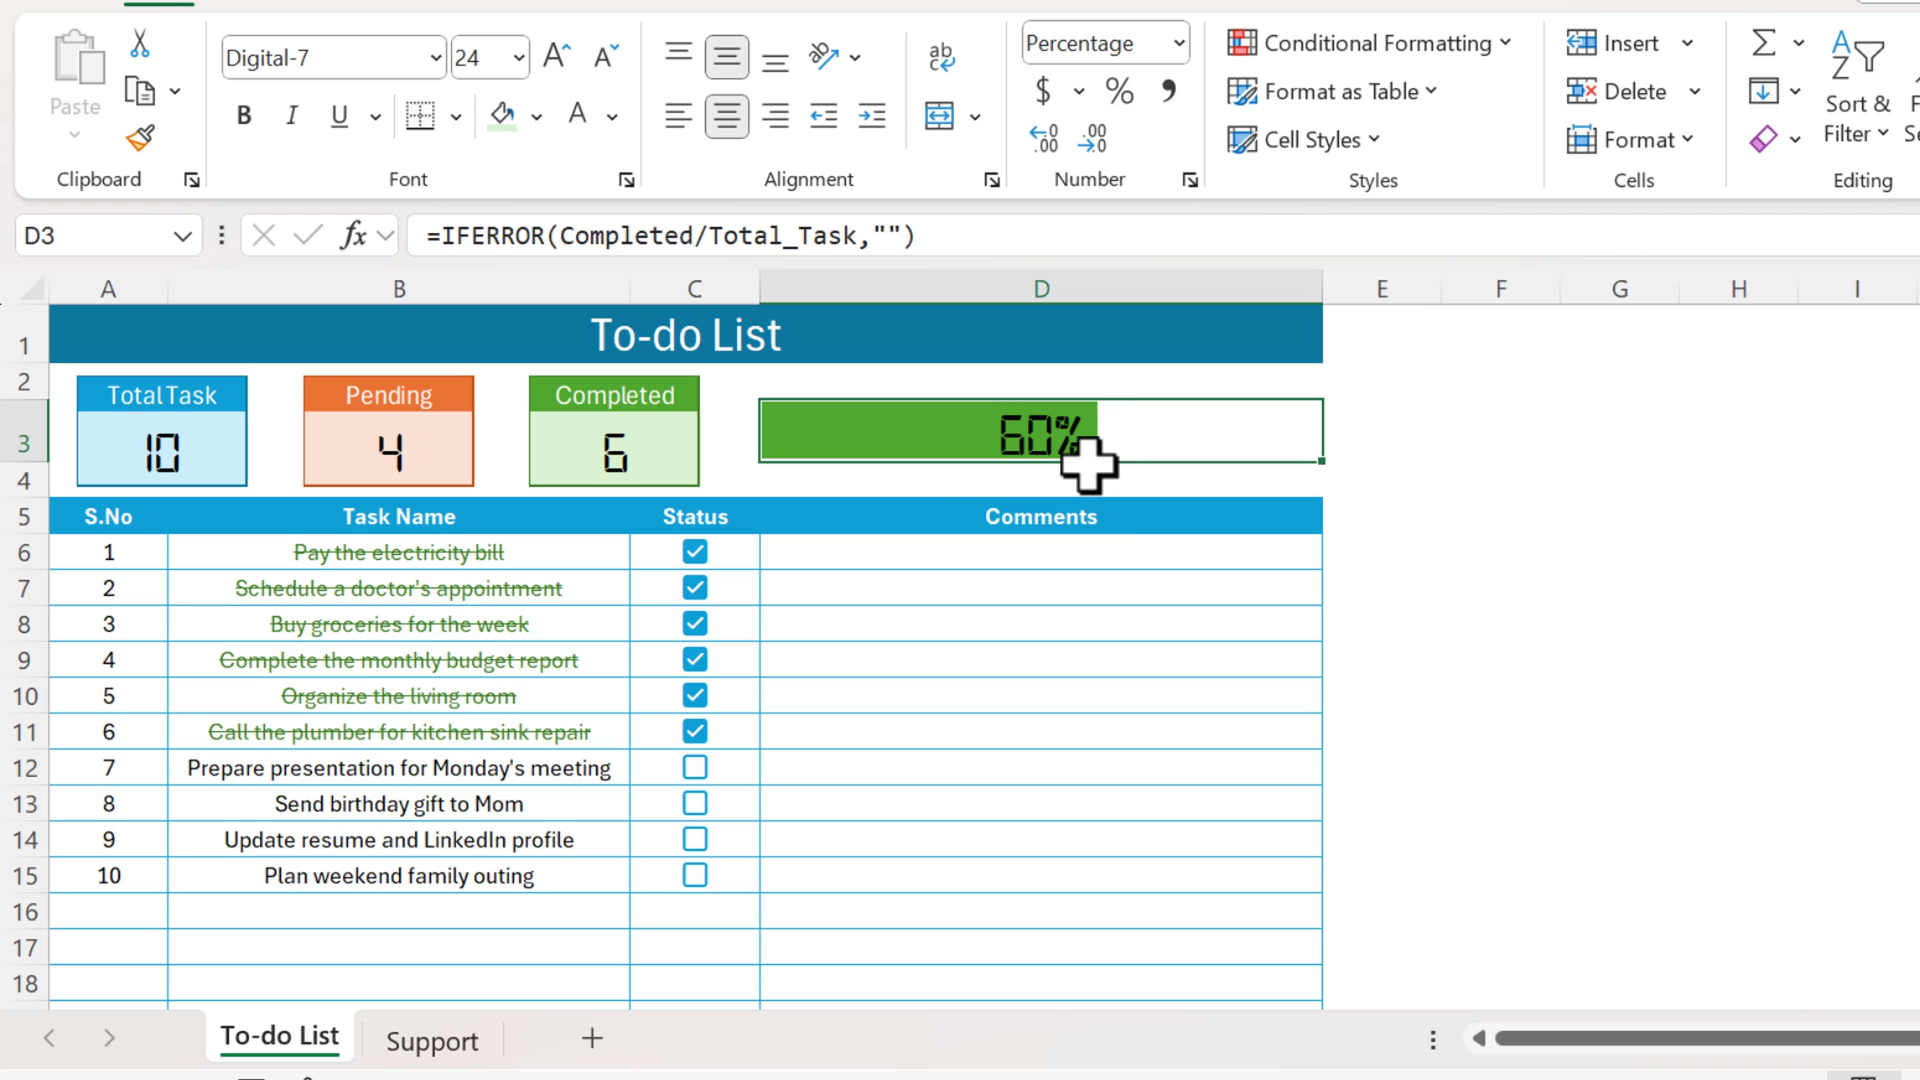 Paste
Clipboard
Digital-7
24
B I U
A
Font
ab
c
Alignment
Percentage
$ % ,
Number
Conditional Formatting
Format as Table
Cell Styles
Styles
Insert
Delete
Format
Cells
Σ
A
Z
Sort &
Filter
Editing
D3
fx
=IFERROR(Completed/Total_Task,"")
A B C D E F G H I
1 To-do List
2 Total Task Pending Completed
3 10 4 6 60%
4
5 S.No Task Name Status Comments
6 1 Pay the electricity bill
7 2 Schedule a doctor's appointment
8 3 Buy groceries for the week
9 4 Complete the monthly budget report
10 5 Organize the living room
11 6 Call the plumber for kitchen sink repair
12 7 Prepare presentation for Monday's meeting
13 8 Send birthday gift to Mom
14 9 Update resume and LinkedIn profile
15 10 Plan weekend family outing
16
17
18
To-do List Support